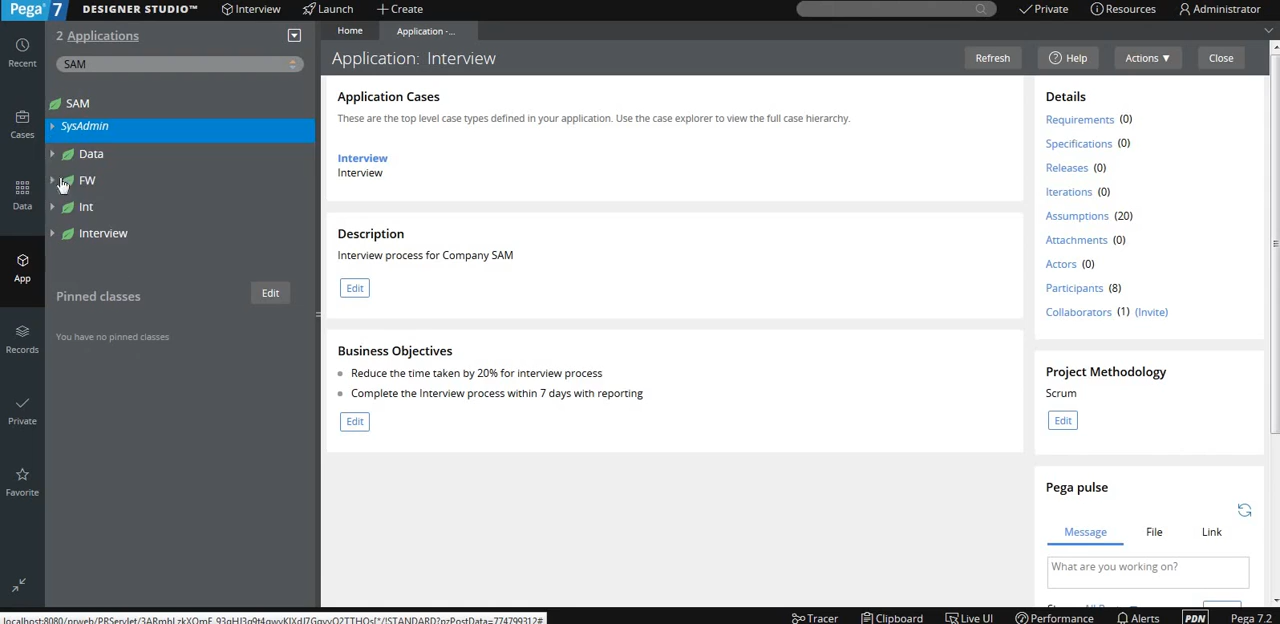 Pega 7 DESIGNER STUDIO™ Interview Launch Create Private Resources Administrator
2 Applications
SAM
SAM
SysAdmin
Data
FW
Int
Interview
Pinned classes Edit
You have no pinned classes
Recent
Cases
Data
App
Records
Private
Favorite
Home Application -...
Application: Interview Refresh Help Actions ▼ Close
Application Cases
These are the top level case types defined in your application. Use the case explorer to view the full case hierarchy.
Interview
Interview
Description
Interview process for Company SAM
Edit
Business Objectives
Reduce the time taken by 20% for interview process
Complete the Interview process within 7 days with reporting
Edit
Details
Requirements (0)
Specifications (0)
Releases (0)
Iterations (0)
Assumptions (20)
Attachments (0)
Actors (0)
Participants (8)
Collaborators (1) (Invite)
Project Methodology
Scrum
Edit
Pega pulse
Message File Link
What are you working on?
Tracer Clipboard Live UI Performance Alerts PDN Pega 7.2